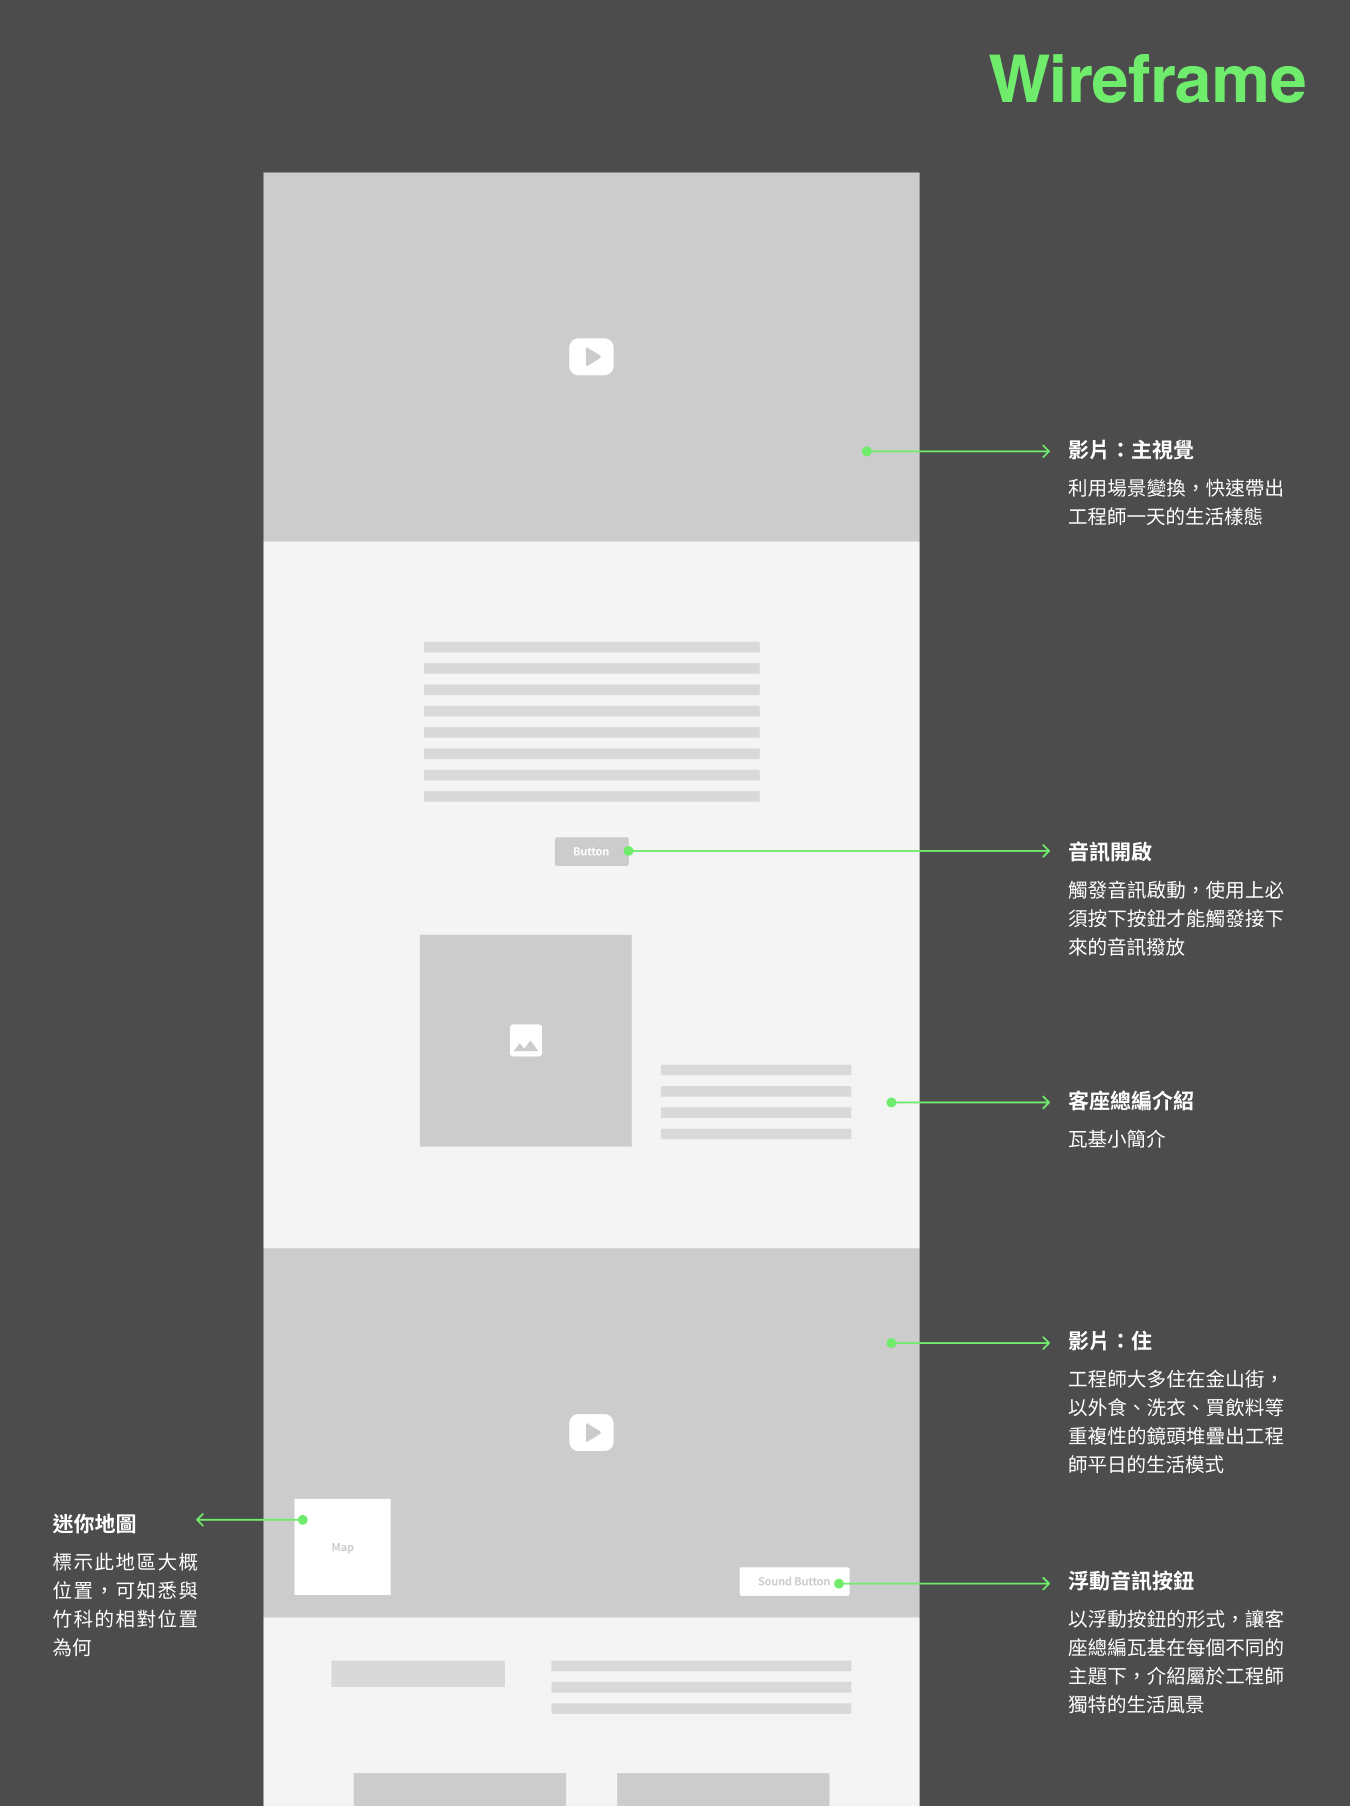 Wireframe
影片：主視覺
利用場景變換，快速帶出
工程師一天的生活樣態
Button
音訊開啟
觸發音訊啟動，使用上必
須按下按鈕才能觸發接下
來的音訊撥放
客座總編介紹
瓦基小簡介
影片：住
工程師大多住在金山街，
以外食、洗衣、買飲料等
重複性的鏡頭堆疊出工程
師平日的生活模式
迷你地圖
標示此地區大概
位置，可知悉與
竹科的相對位置
為何
Map
Sound Button
浮動音訊按鈕
以浮動按鈕的形式，讓客
座總編瓦基在每個不同的
主題下，介紹屬於工程師
獨特的生活風景